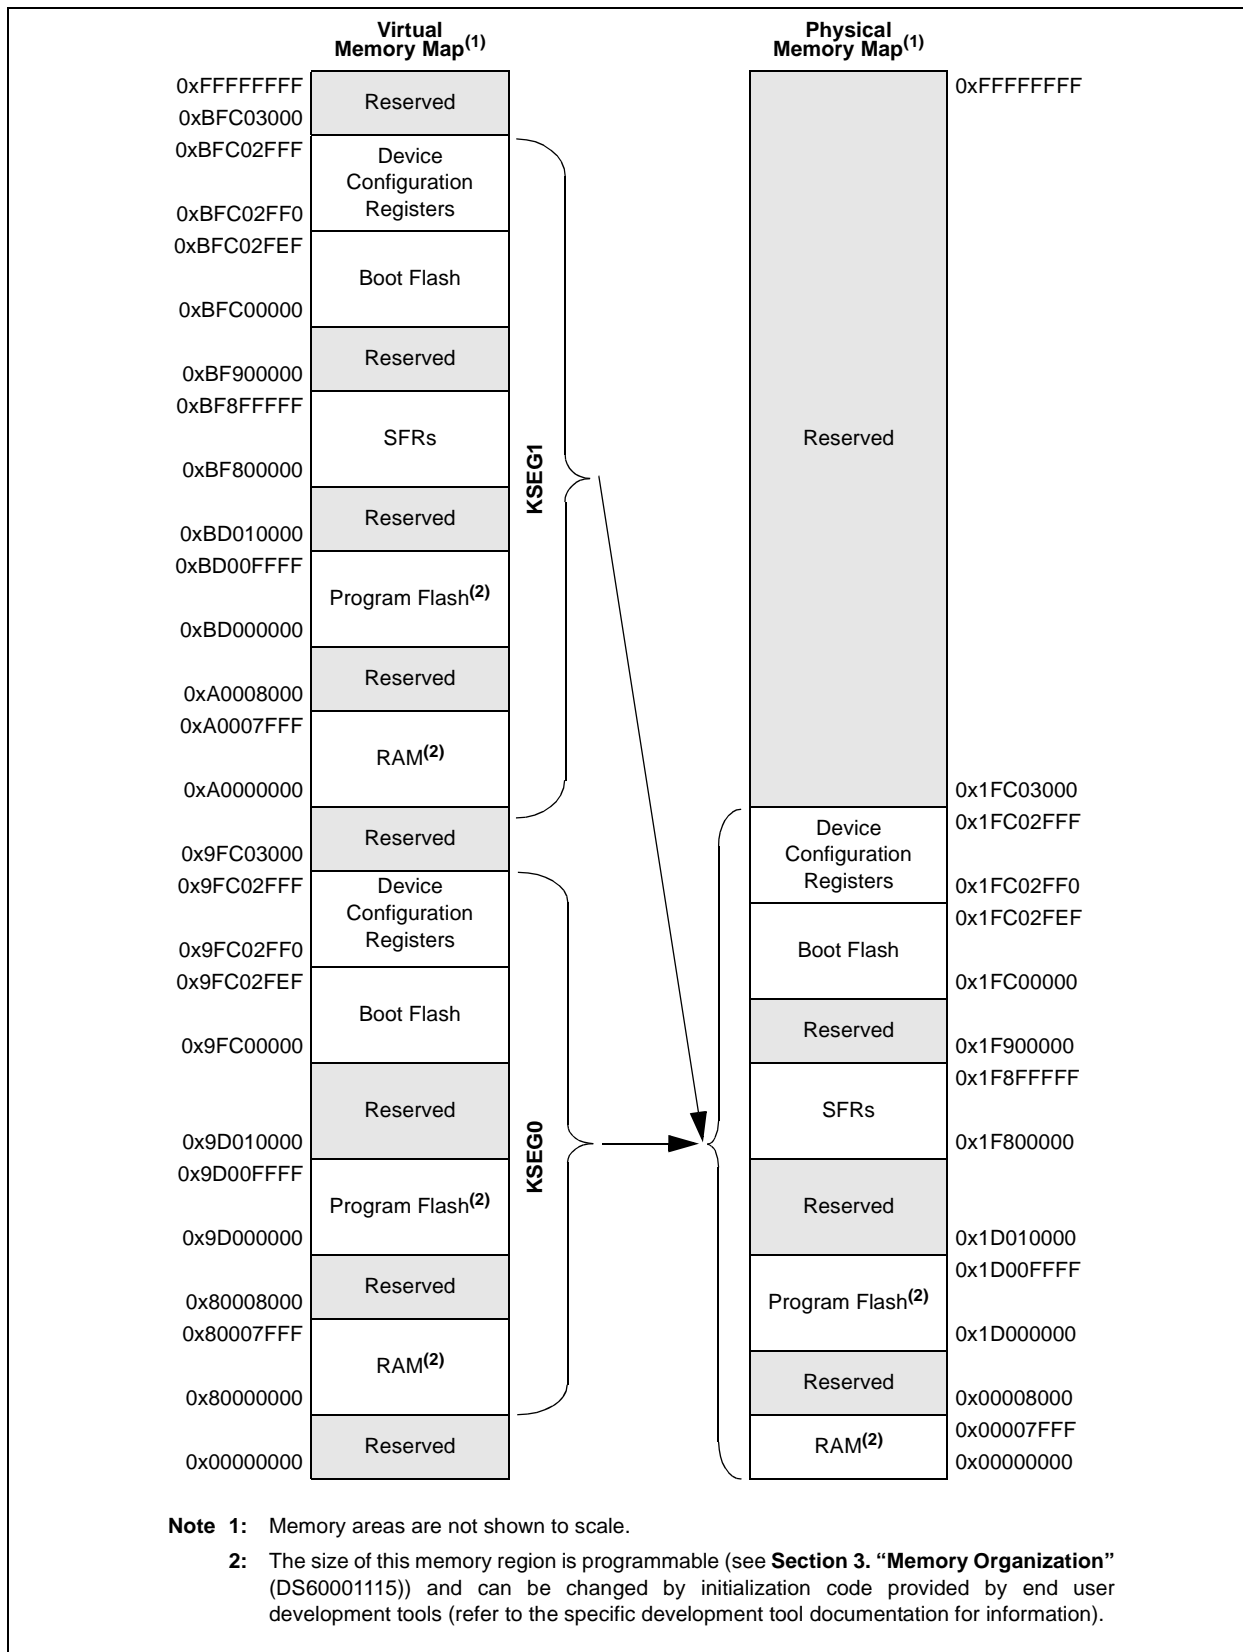 Virtual
Memory Map(1)
Physical
Memory Map(1)
0xFFFFFFFF
Reserved
0xBFC03000
0xBFC02FFF
Device
Configuration
Registers
0xBFC02FF0
0xBFC02FEF
Boot Flash
0xBFC00000
Reserved
0xBF900000
0xBF8FFFFF
SFRs
0xBF800000
Reserved
0xBD010000
0xBD00FFFF
Program Flash(2)
0xBD000000
Reserved
0xA0008000
0xA0007FFF
RAM(2)
0xA0000000
Reserved
0x9FC03000
0x9FC02FFF
Device
Configuration
Registers
0x9FC02FF0
0x9FC02FEF
Boot Flash
0x9FC00000
Reserved
0x9D010000
0x9D00FFFF
Program Flash(2)
0x9D000000
Reserved
0x80008000
0x80007FFF
RAM(2)
0x80000000
Reserved
0x00000000
KSEG1
KSEG0
0xFFFFFFFF
Reserved
0x1FC03000
0x1FC02FFF
Device
Configuration
Registers
0x1FC02FF0
0x1FC02FEF
Boot Flash
0x1FC00000
Reserved
0x1F900000
0x1F8FFFFF
SFRs
0x1F800000
Reserved
0x1D010000
0x1D00FFFF
Program Flash(2)
0x1D000000
Reserved
0x00008000
0x00007FFF
RAM(2)
0x00000000
Note 1: Memory areas are not shown to scale.
2: The size of this memory region is programmable (see Section 3. “Memory Organization”
(DS60001115)) and can be changed by initialization code provided by end user
development tools (refer to the specific development tool documentation for information).